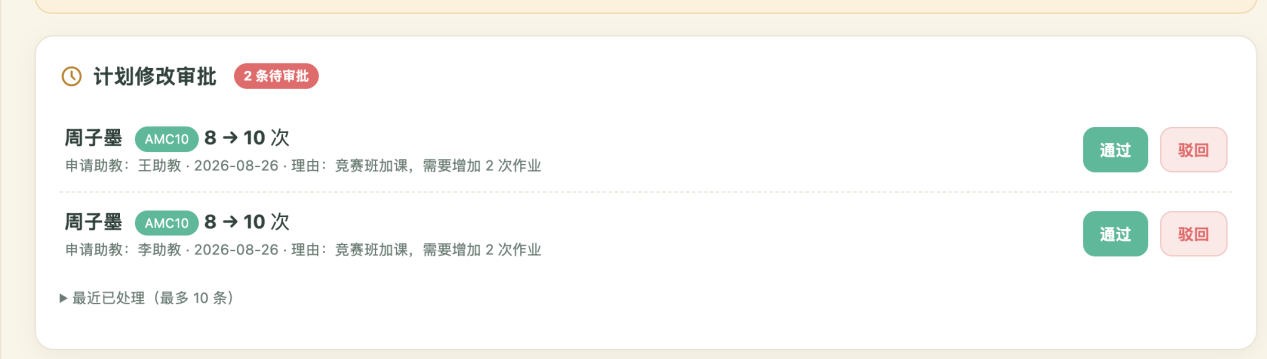 计划修改审批 2 条待审批
周子墨 AMC10 8 → 10 次
申请助教：王助教 · 2026-08-26 · 理由：竞赛班加课，需要增加 2 次作业
通过 驳回
周子墨 AMC10 8 → 10 次
申请助教：李助教 · 2026-08-26 · 理由：竞赛班加课，需要增加 2 次作业
通过 驳回
▶ 最近已处理（最多 10 条）